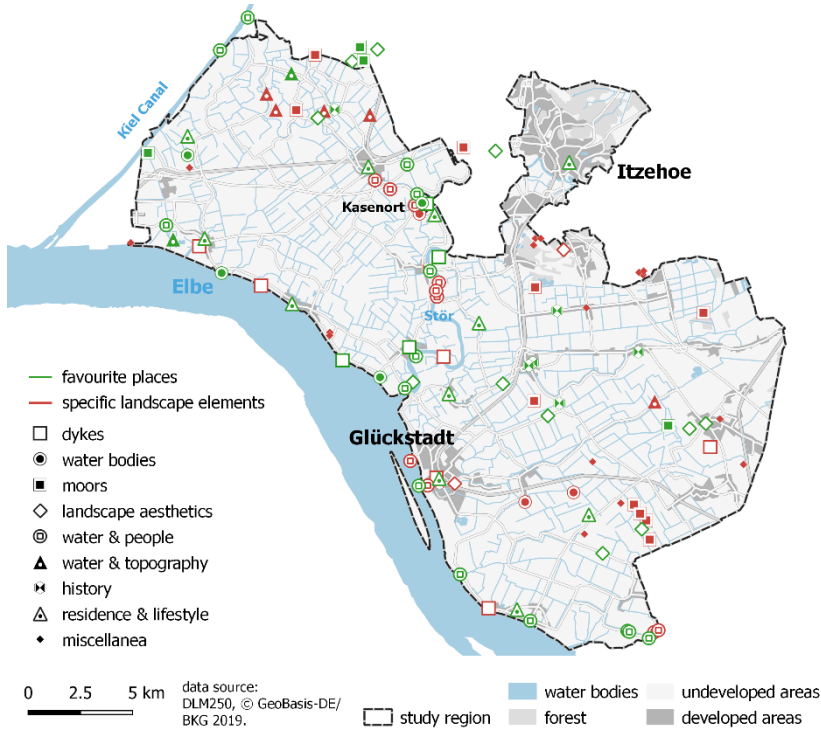 Kiel Canal
Itzehoe
Kasenort
Elbe
Stör
Glückstadt
favourite places
specific landscape elements
dykes
water bodies
moors
landscape aesthetics
water & people
water & topography
history
residence & lifestyle
miscellanea
0 2.5 5 km
data source:
DLM250, © GeoBasis-DE/
BKG 2019.
study region
water bodies
forest
undeveloped areas
developed areas